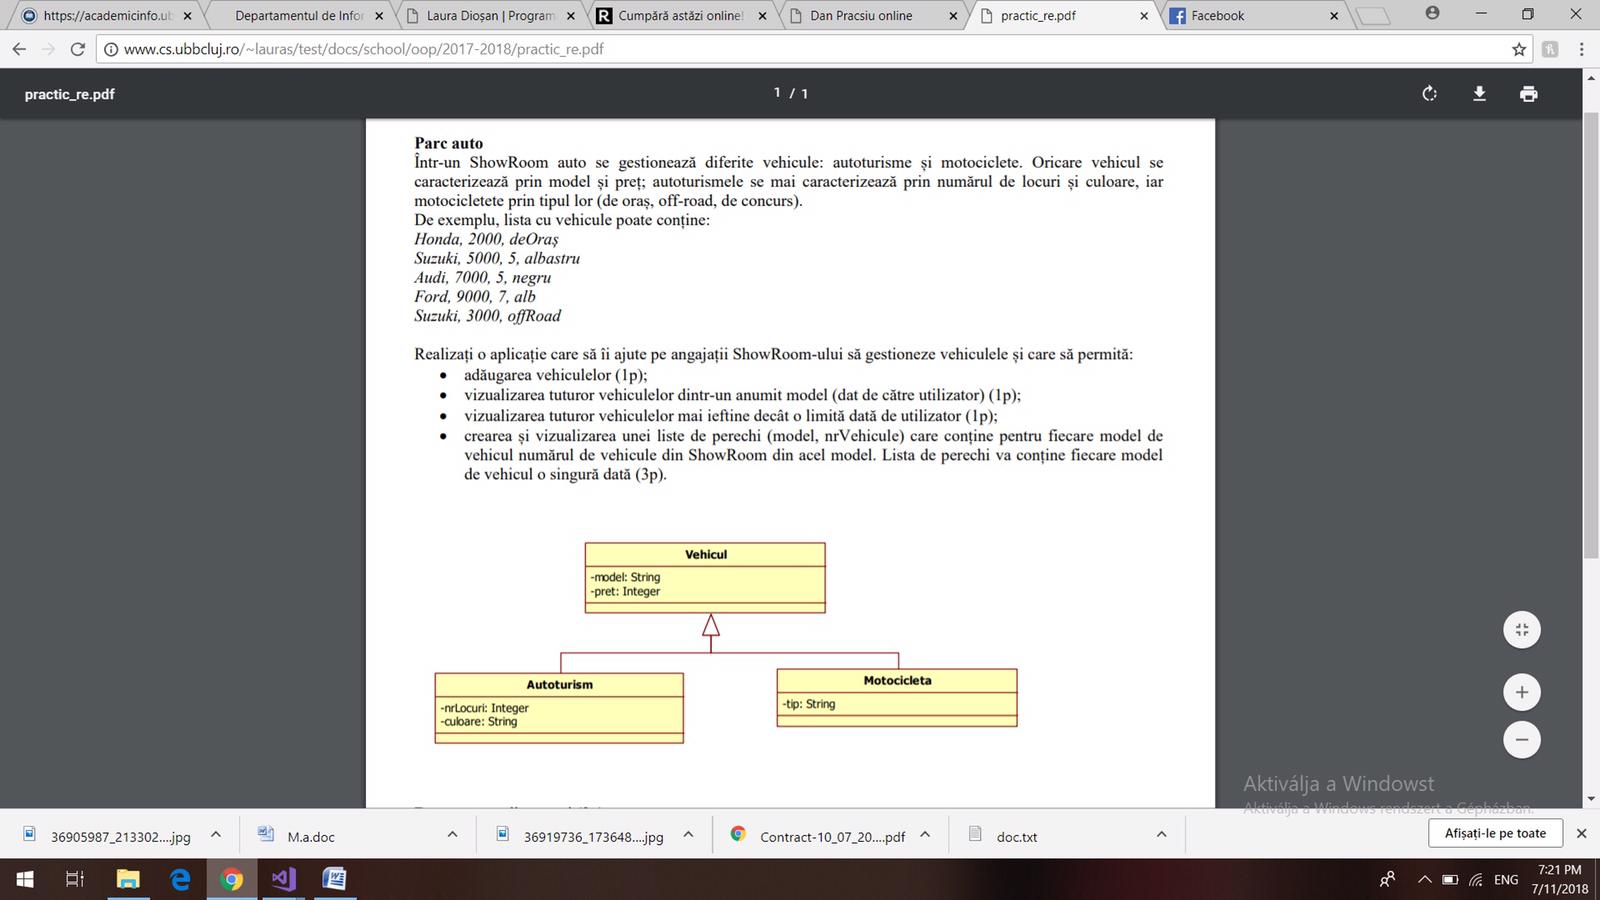 https://academicinfo.ub
Departamentul de Infor
Laura Dioșan | Program
Cumpără astăzi online!
Dan Pracsiu online
practic_re.pdf
Facebook
www.cs.ubbcluj.ro/~lauras/test/docs/school/oop/2017-2018/practic_re.pdf
practic_re.pdf
1 / 1
Parc auto
Într-un ShowRoom auto se gestionează diferite vehicule: autoturisme și motociclete. Oricare vehicul se
caracterizează prin model și preț; autoturismele se mai caracterizează prin numărul de locuri și culoare, iar
motocicletete prin tipul lor (de oraș, off-road, de concurs).
De exemplu, lista cu vehicule poate conține:
Honda, 2000, deOraș
Suzuki, 5000, 5, albastru
Audi, 7000, 5, negru
Ford, 9000, 7, alb
Suzuki, 3000, offRoad
Realizați o aplicație care să îi ajute pe angajații ShowRoom-ului să gestioneze vehiculele și care să permită:
• adăugarea vehiculelor (1p);
• vizualizarea tuturor vehiculelor dintr-un anumit model (dat de către utilizator) (1p);
• vizualizarea tuturor vehiculelor mai ieftine decât o limită dată de utilizator (1p);
• crearea și vizualizarea unei liste de perechi (model, nrVehicule) care conține pentru fiecare model de
vehicul numărul de vehicule din ShowRoom din acel model. Lista de perechi va conține fiecare model
de vehicul o singură dată (3p).
Vehicul
-model: String
-pret: Integer
Autoturism
-nrLocuri: Integer
-culoare: String
Motocicleta
-tip: String
Aktiválja a Windowst
Aktiválja a Windows rendszert a Gépházban.
36905987_213302....jpg
M.a.doc
36919736_173648....jpg
Contract-10_07_20....pdf
doc.txt
Afișați-le pe toate
ENG
7:21 PM
7/11/2018